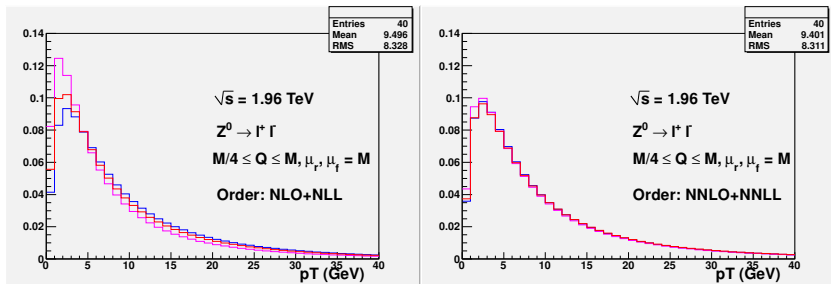 Entries 40
Mean 9.496
RMS 8.328
0.14
0.12
0.1
0.08
0.06
0.04
0.02
0
√s = 1.96 TeV
Z⁰ → l⁺ l⁻
M/4 ≤ Q ≤ M, μr, μf = M
Order: NLO+NLL
0 5 10 15 20 25 30 35 40
pT (GeV)
Entries 40
Mean 9.401
RMS 8.311
0.14
0.12
0.1
0.08
0.06
0.04
0.02
0
√s = 1.96 TeV
Z⁰ → l⁺ l⁻
M/4 ≤ Q ≤ M, μr, μf = M
Order: NNLO+NNLL
0 5 10 15 20 25 30 35 40
pT (GeV)